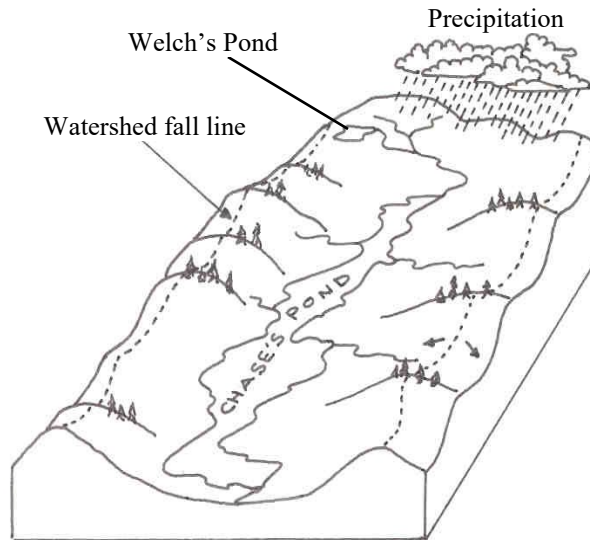 Precipitation
Welch’s Pond
Watershed fall line
CHASE'S POND